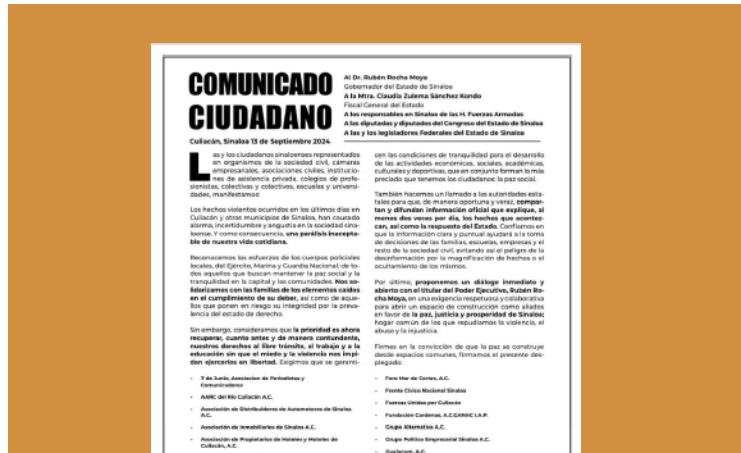 COMUNICADO
CIUDADANO
Culiacán, Sinaloa 13 de Septiembre 2024
Al Dr. Rubén Rocha Moya
Gobernador del Estado de Sinaloa
A la Mtra. Claudia Zulema Sánchez Kondo
Fiscal General del Estado
A los responsables en Sinaloa de las H. Fuerzas Armadas
A las diputadas y diputados del Congreso del Estado de Sinaloa
A las y los legisladores Federales del Estado de Sinaloa
Las y los ciudadanos sinaloenses representados
en organismos de la sociedad civil, cámaras
empresariales, asociaciones civiles, institucio-
nes de asistencia privada, colegios de profe-
sionistas, colectivas y colectivos, escuelas y universi-
dades, manifestamos:
Los hechos violentos ocurridos en los últimos días en
Culiacán y otros municipios de Sinaloa, han causado
alarma, incertidumbre y angustia en la sociedad sina-
loense. Y como consecuencia, una parálisis inacepta-
ble de nuestra vida cotidiana.
Reconocemos los esfuerzos de los cuerpos policiales
locales, del Ejército, Marina y Guardia Nacional; de to-
dos aquellos que buscan mantener la paz social y la
tranquilidad en la capital y las comunidades. Nos so-
lidarizamos con las familias de los elementos caídos
en el cumplimiento de su deber, así como de aque-
llos que ponen en riesgo su integridad por la preva-
lencia del estado de derecho.
Sin embargo, consideramos que la prioridad es ahora
recuperar, cuanto antes y de manera contundente,
nuestros derechos al libre tránsito, al trabajo y a la
educación sin que el miedo y la violencia nos impi-
dan ejercerlos en libertad. Exigimos que se garanti-
cen las condiciones de tranquilidad para el desarrollo
de las actividades económicas, sociales, académicas,
culturales y deportivas, que en conjunto forman lo más
preciado que tenemos los ciudadanos: la paz social.
También hacemos un llamado a las autoridades esta-
tales para que, de manera oportuna y veraz, compar-
tan y difundan información oficial que explique, al
menos dos veces por día, los hechos que acontez-
can, así como la respuesta del Estado. Confiamos en
que la información clara y puntual ayudará a la toma
de decisiones de las familias, escuelas, empresas y el
resto de la sociedad civil, evitando así el peligro de la
desinformación por la magnificación de hechos o el
ocultamiento de los mismos.
Por último, proponemos un diálogo inmediato y
abierto con el titular del Poder Ejecutivo, Rubén Ro-
cha Moya, en una exigencia respetuosa y colaborativa
para abrir un espacio de construcción como aliados
en favor de la paz, justicia y prosperidad de Sinaloa;
hogar común de los que repudiamos la violencia, el
abuso y la injusticia.
Firmes en la convicción de que la paz se construye
desde espacios comunes, firmamos el presente des-
plegado:
- 7 de Junio, Asociacion de Periodistas y
Comunicadores
- AARC del Río Culiacán A.C.
- Asociación de Distribuidores de Automotores de Sinaloa
A.C.
- Asociación de Inmobiliarios de Sinaloa A.C.
- Asociación de Propietarios de Hoteles y Moteles de
Culiacán, A.C.
- Faro Mar de Cortes, A.C.
- Frente Cívico Nacional Sinaloa
- Fuerzas Unidas por Culiacán
- Fundación Cardenas, A.C.GANAC I.A.P.
- Grupo Alternativa A.C.
- Grupo Político Empresarial Sinaloa A.C.